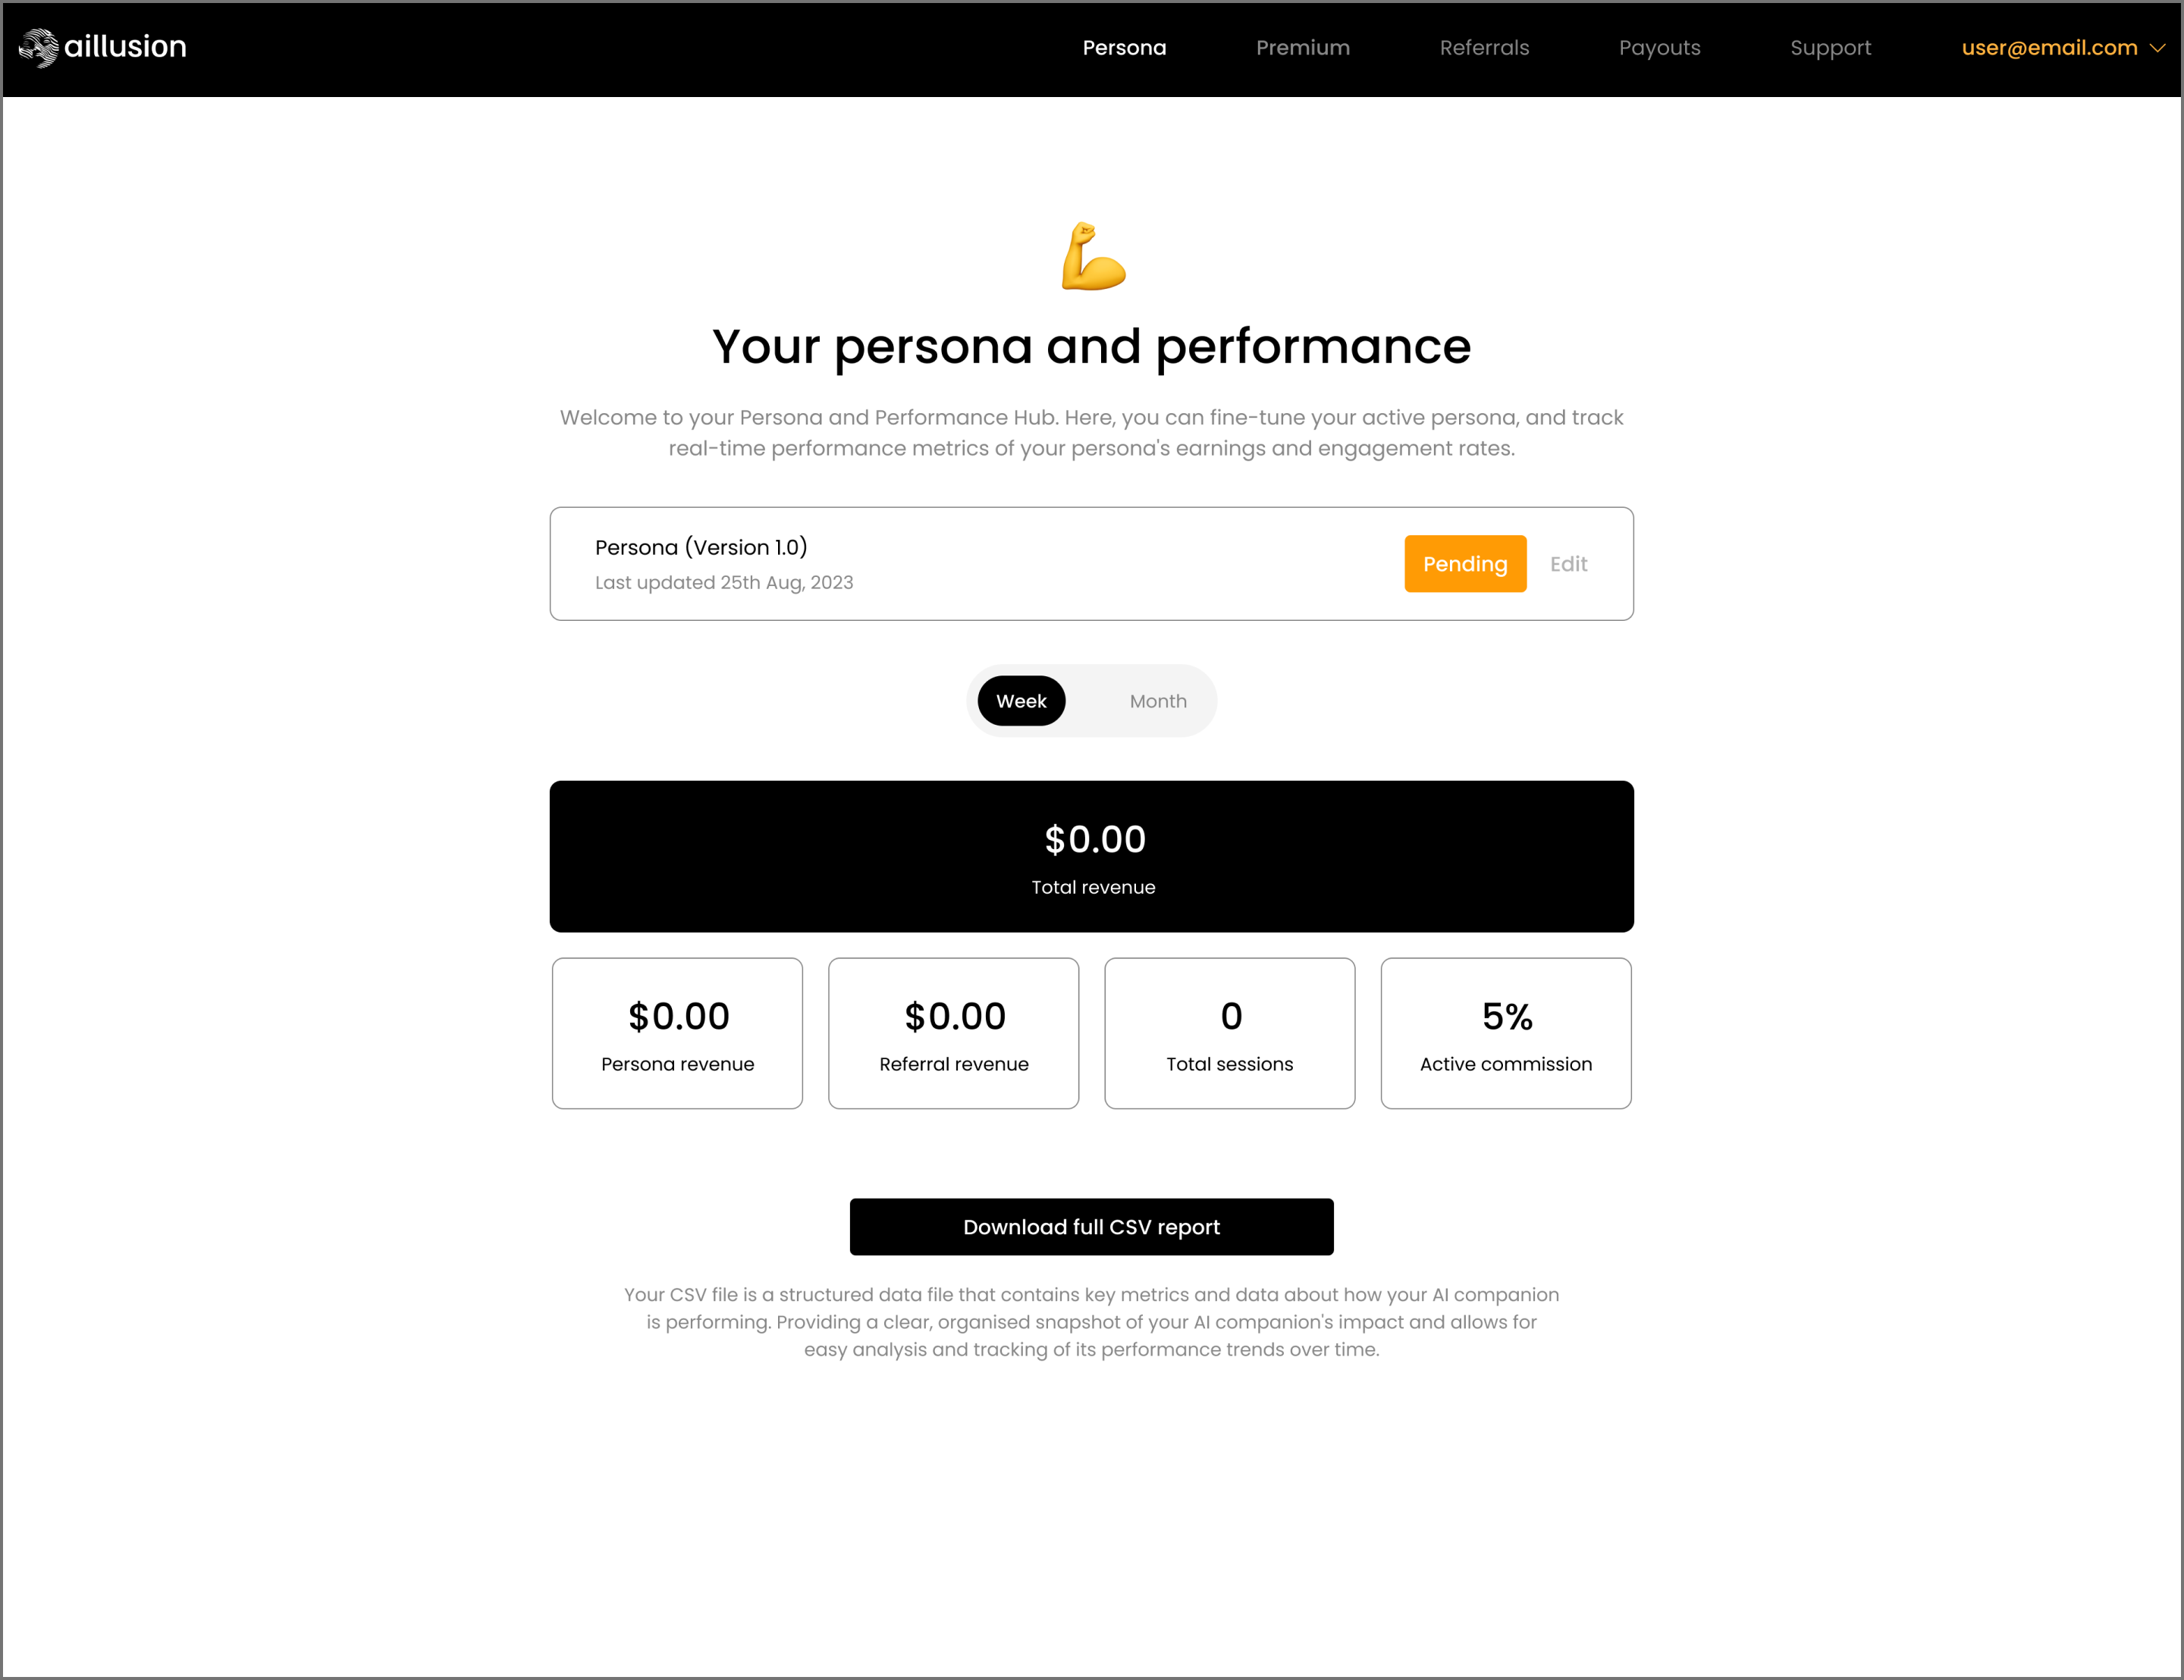 aillusion
Persona
Premium
Referrals
Payouts
Support
user@email.com
Your persona and performance
Welcome to your Persona and Performance Hub. Here, you can fine-tune your active persona, and track
real-time performance metrics of your persona's earnings and engagement rates.
Persona (Version 1.0)
Last updated 25th Aug, 2023
Pending
Edit
Week
Month
$0.00
Total revenue
$0.00
Persona revenue
$0.00
Referral revenue
0
Total sessions
5%
Active commission
Download full CSV report
Your CSV file is a structured data file that contains key metrics and data about how your AI companion
is performing. Providing a clear, organised snapshot of your AI companion's impact and allows for
easy analysis and tracking of its performance trends over time.